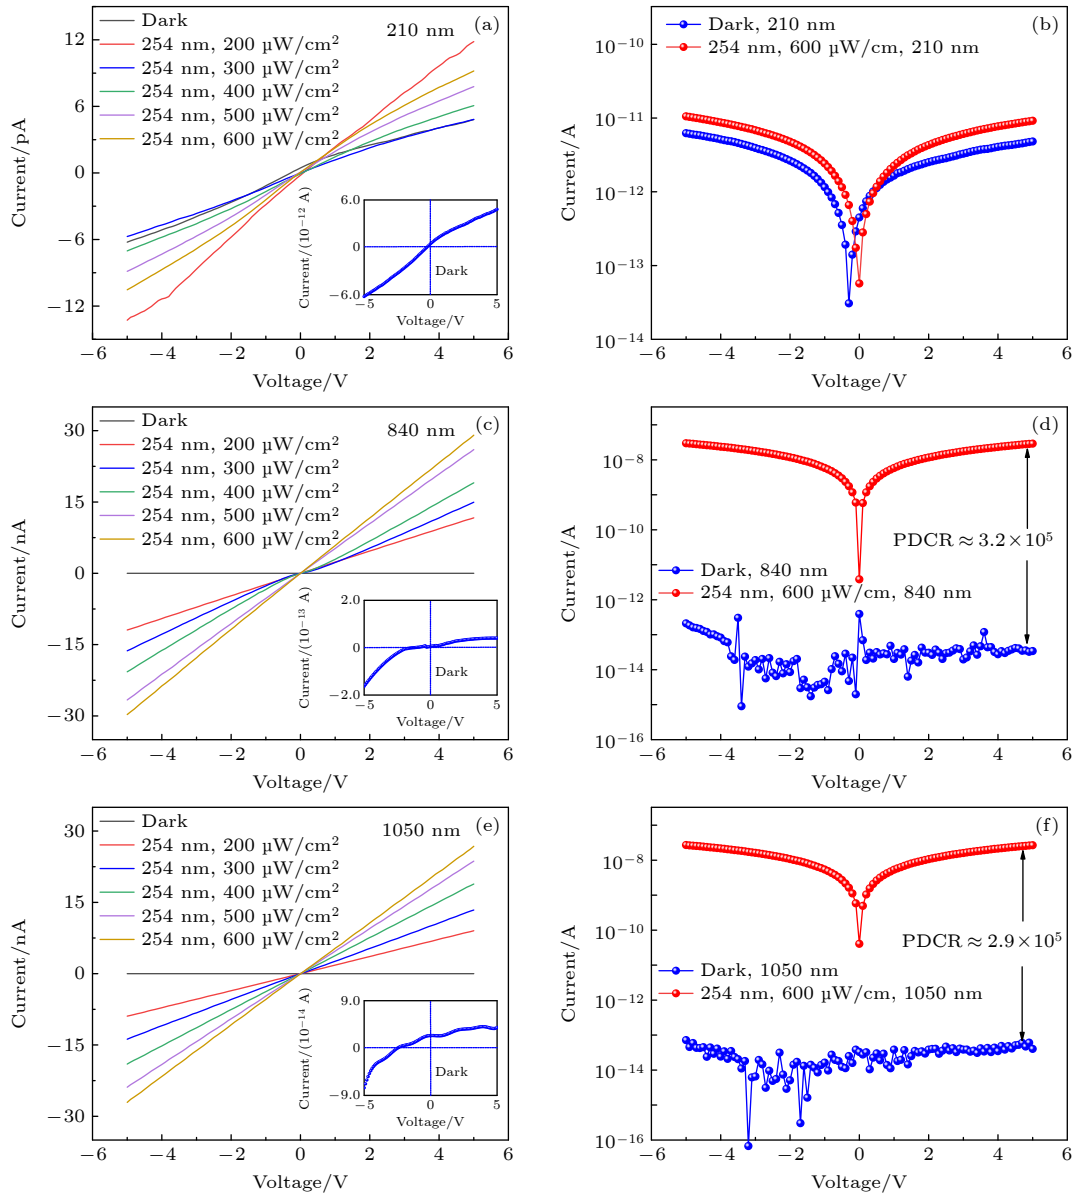 (a)
210 nm
Dark
254 nm, 200 µW/cm²
254 nm, 300 µW/cm²
254 nm, 400 µW/cm²
254 nm, 500 µW/cm²
254 nm, 600 µW/cm²
Current/pA
12
6
0
−6
−12
−6 −4 −2 0 2 4 6
Voltage/V
Current/(10⁻¹² A)
6.0
0
−6.0
Dark
−5 0 5
Voltage/V
(b)
Dark, 210 nm
254 nm, 600 µW/cm, 210 nm
Current/A
10⁻¹⁰
10⁻¹¹
10⁻¹²
10⁻¹³
10⁻¹⁴
−6 −4 −2 0 2 4 6
Voltage/V
(c)
840 nm
Dark
254 nm, 200 µW/cm²
254 nm, 300 µW/cm²
254 nm, 400 µW/cm²
254 nm, 500 µW/cm²
254 nm, 600 µW/cm²
Current/nA
30
15
0
−15
−30
−6 −4 −2 0 2 4 6
Voltage/V
Current/(10⁻¹³ A)
2.0
0
−2.0
Dark
−5 0 5
Voltage/V
(d)
PDCR ≈ 3.2×10⁵
Dark, 840 nm
254 nm, 600 µW/cm, 840 nm
Current/A
10⁻⁸
10⁻¹⁰
10⁻¹²
10⁻¹⁴
10⁻¹⁶
−6 −4 −2 0 2 4 6
Voltage/V
(e)
1050 nm
Dark
254 nm, 200 µW/cm²
254 nm, 300 µW/cm²
254 nm, 400 µW/cm²
254 nm, 500 µW/cm²
254 nm, 600 µW/cm²
Current/nA
30
15
0
−15
−30
−6 −4 −2 0 2 4 6
Voltage/V
Current/(10⁻¹⁴ A)
9.0
0
−9.0
Dark
−5 0 5
Voltage/V
(f)
PDCR ≈ 2.9×10⁵
Dark, 1050 nm
254 nm, 600 µW/cm, 1050 nm
Current/A
10⁻⁸
10⁻¹⁰
10⁻¹²
10⁻¹⁴
10⁻¹⁶
−6 −4 −2 0 2 4 6
Voltage/V